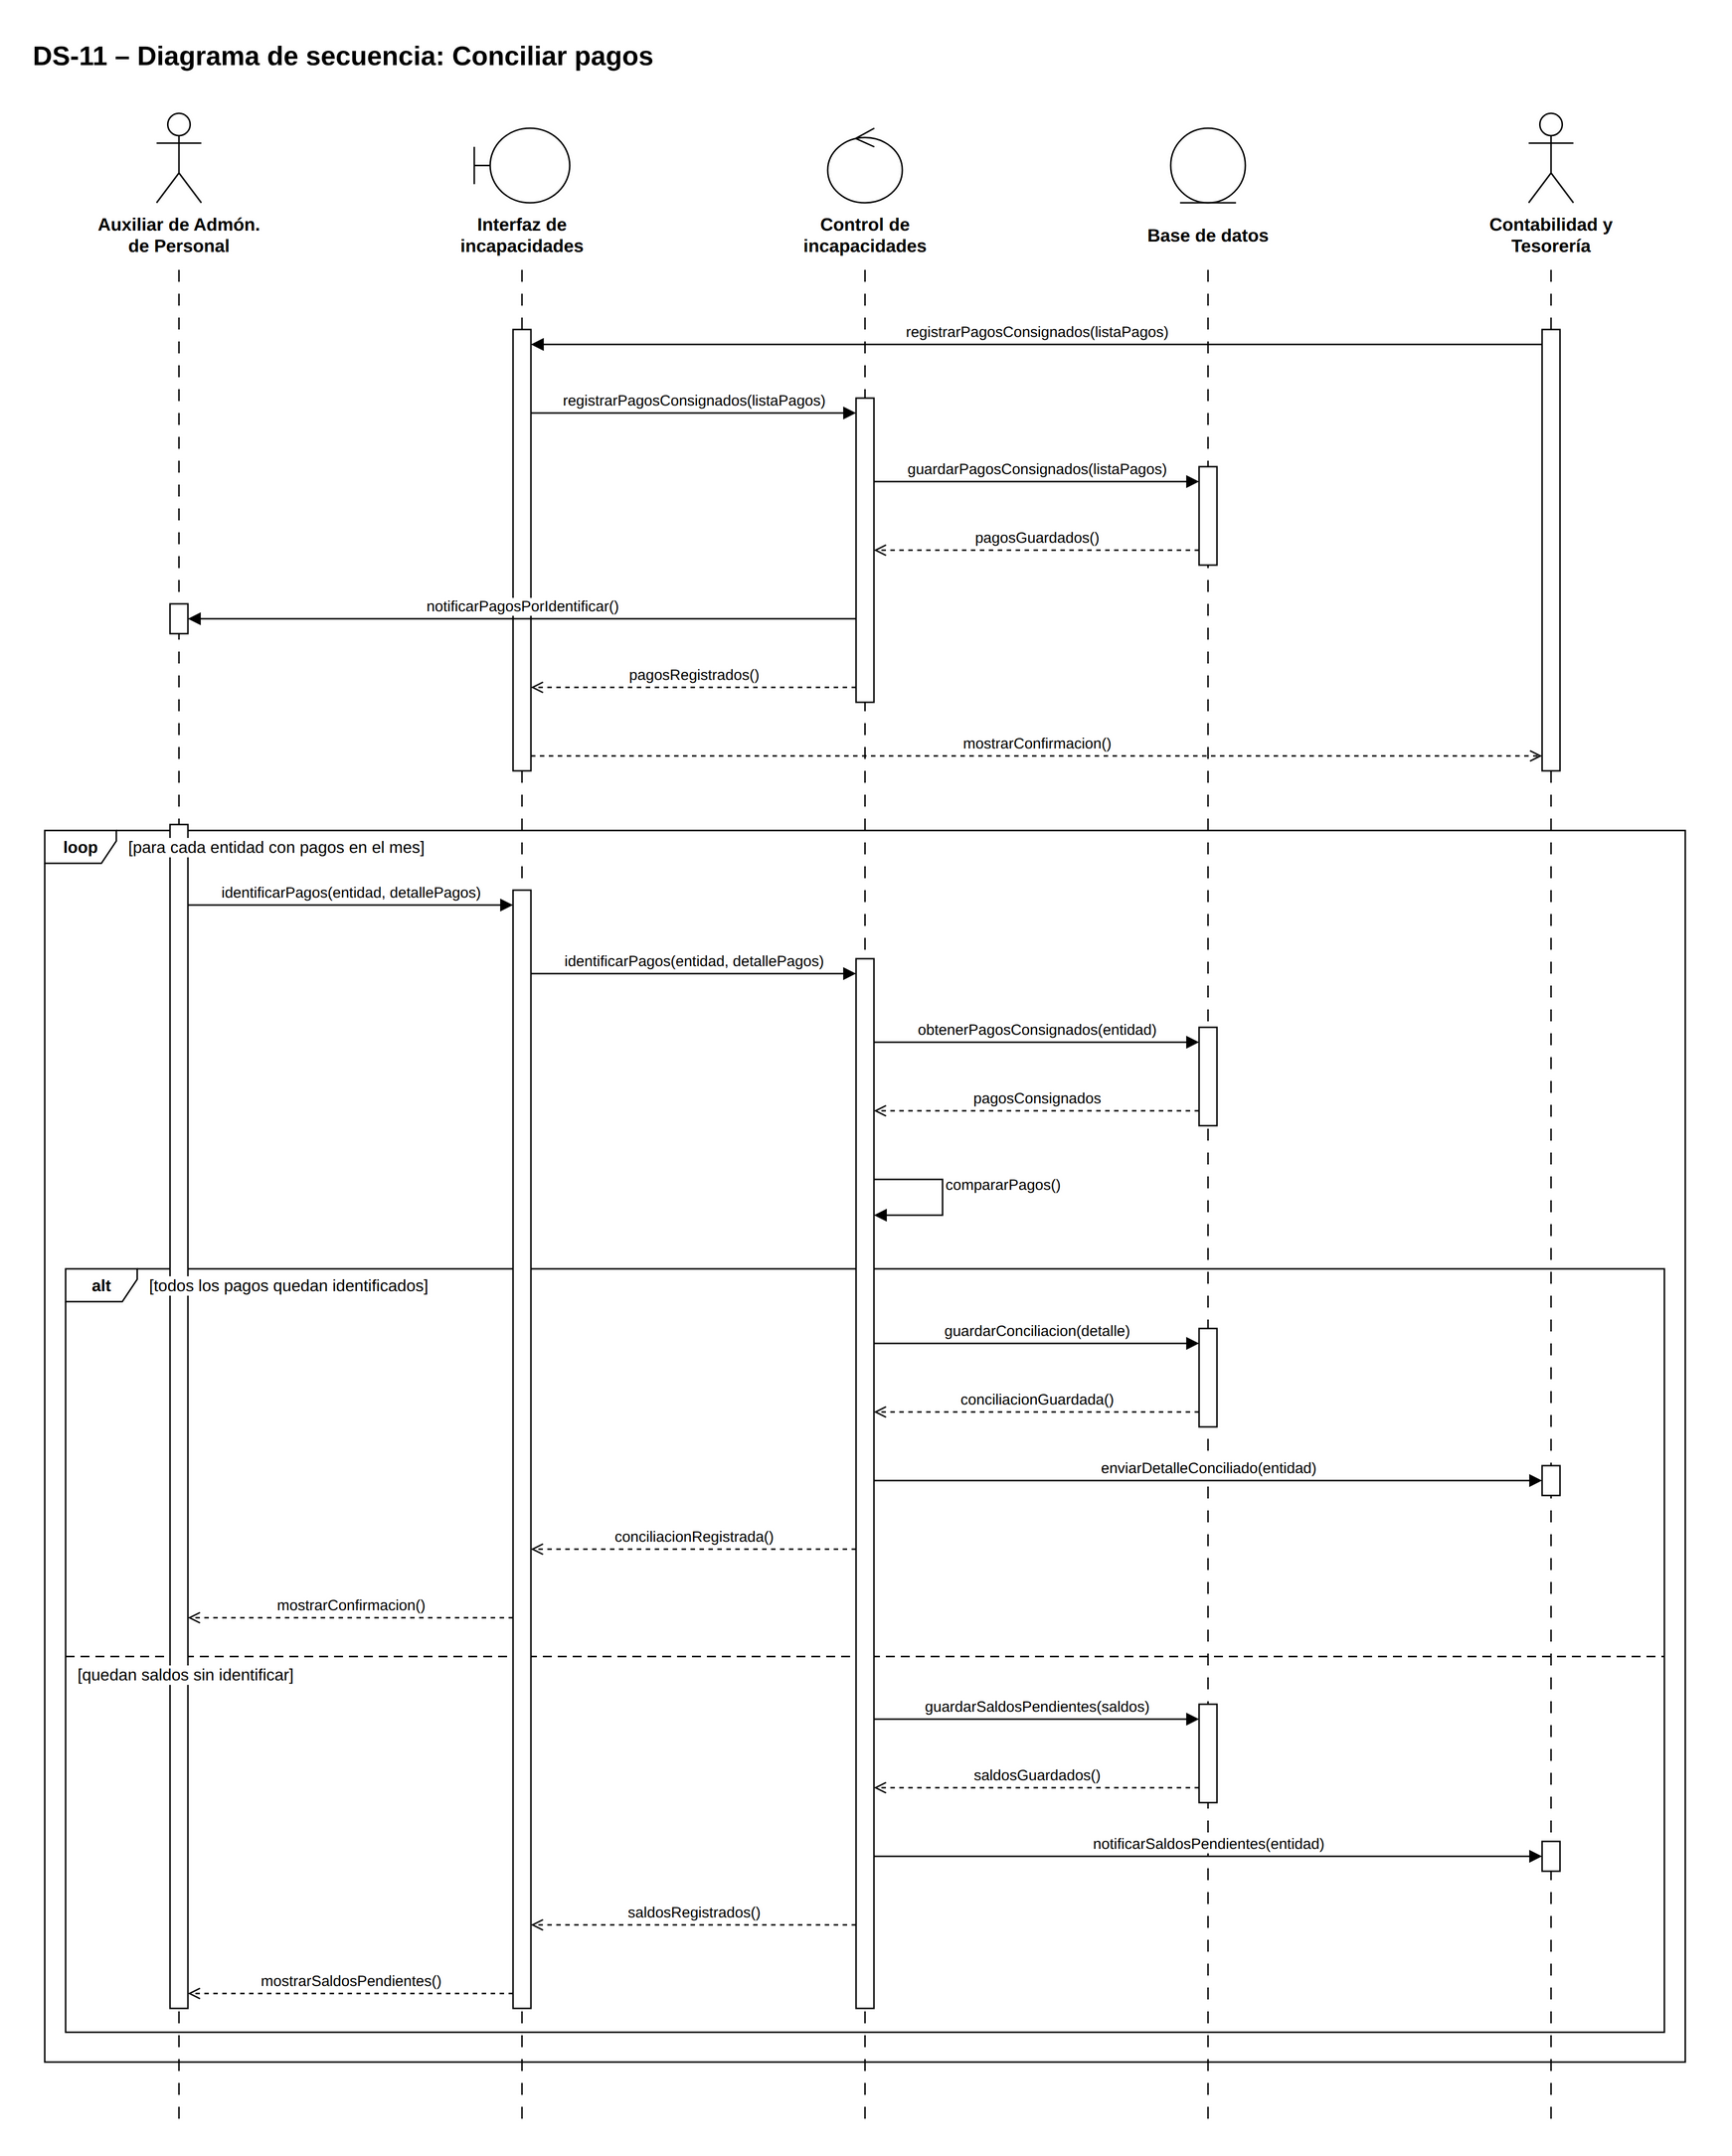 DS-11 – Diagrama de secuencia: Conciliar pagos
Auxiliar de Admón.
de Personal
Interfaz de
incapacidades
Control de
incapacidades
Base de datos
Contabilidad y
Tesorería
registrarPagosConsignados(listaPagos)
registrarPagosConsignados(listaPagos)
guardarPagosConsignados(listaPagos)
pagosGuardados()
notificarPagosPorIdentificar()
pagosRegistrados()
mostrarConfirmacion()
loop
[para cada entidad con pagos en el mes]
identificarPagos(entidad, detallePagos)
identificarPagos(entidad, detallePagos)
obtenerPagosConsignados(entidad)
pagosConsignados
compararPagos()
alt
[todos los pagos quedan identificados]
guardarConciliacion(detalle)
conciliacionGuardada()
enviarDetalleConciliado(entidad)
conciliacionRegistrada()
mostrarConfirmacion()
[quedan saldos sin identificar]
guardarSaldosPendientes(saldos)
saldosGuardados()
notificarSaldosPendientes(entidad)
saldosRegistrados()
mostrarSaldosPendientes()